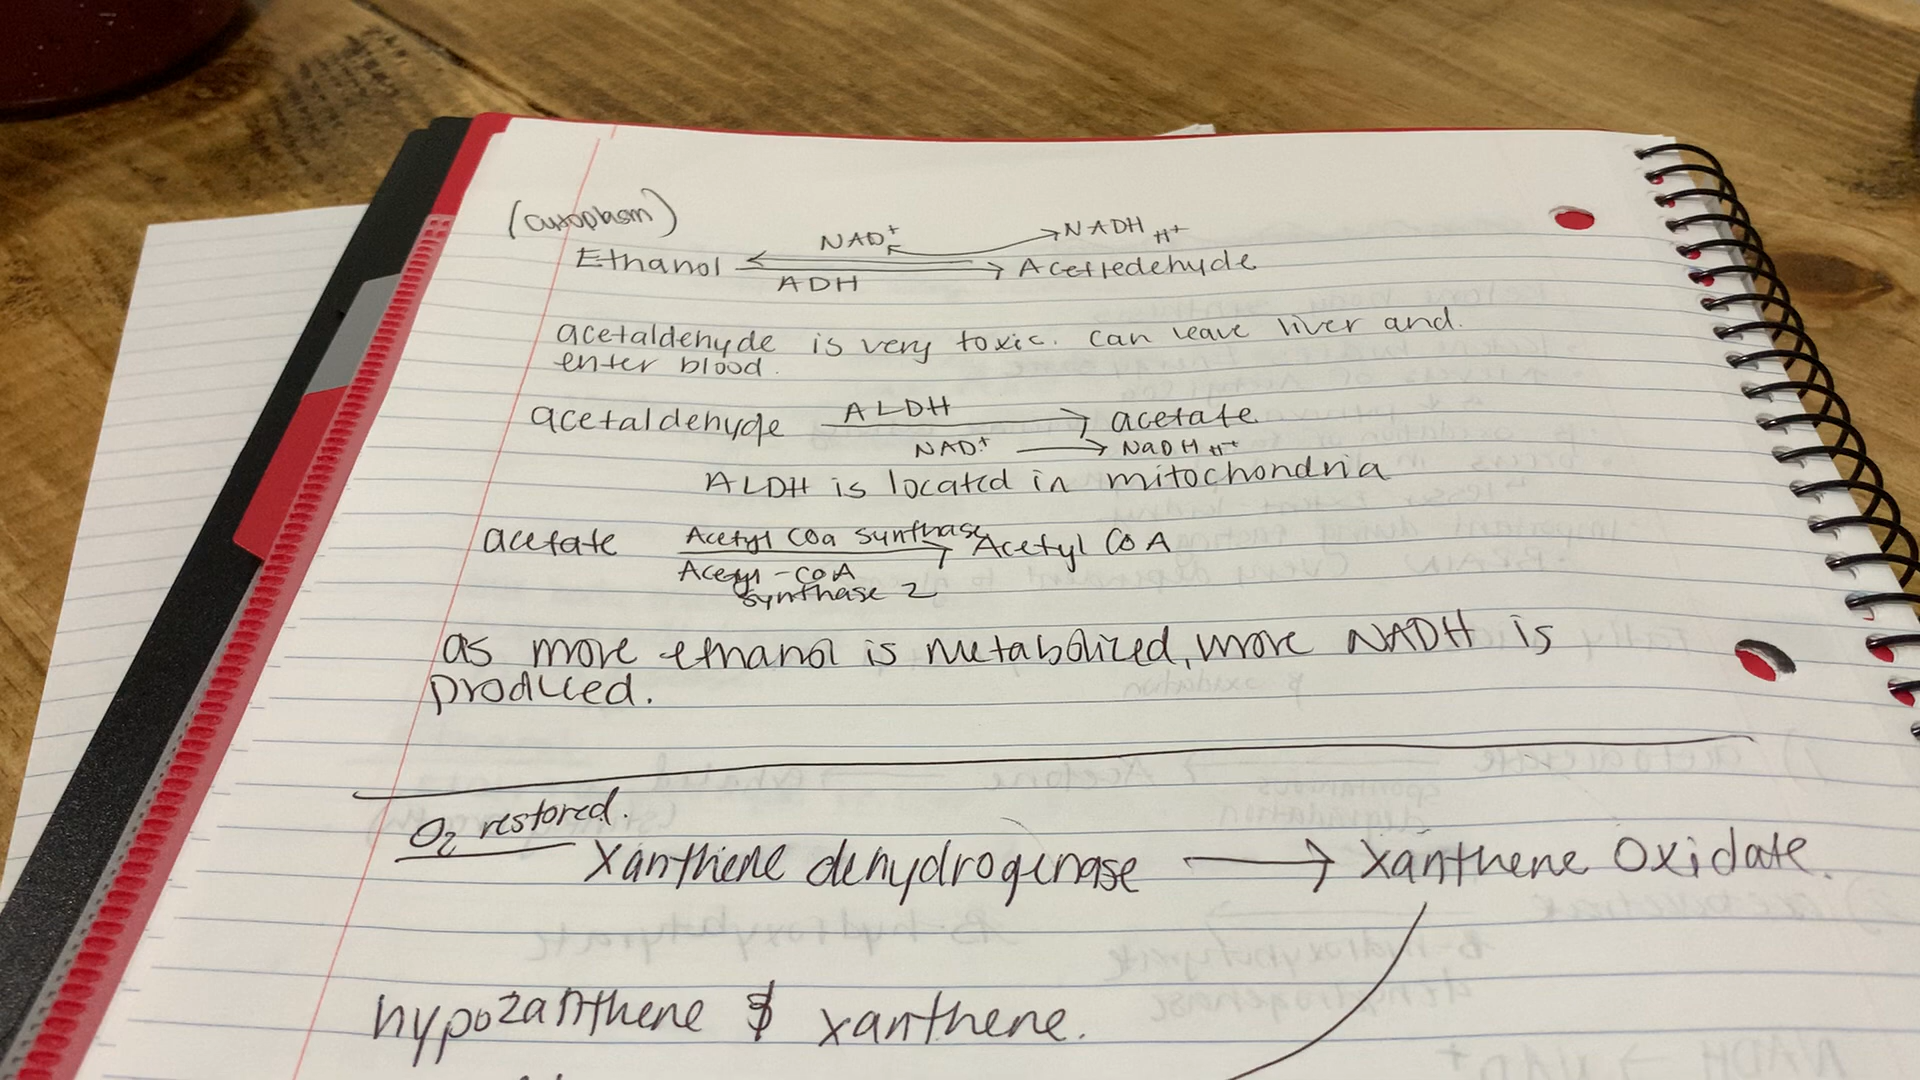 (cytoplasm)
NAD+ NADH H+
Ethanol Acetledehyde
ADH
acetaldehyde is very toxic. can leave liver and.
enter blood.
acetaldehyde ALDH acetate
NAD+ → NaDH H+
ALDH is located in mitochondria
acetate Acetyl COa synthase Acetyl CoA
Acetyl-CoA
synthase 2
as more ethanol is metabolized, more NADH is
produced.
O2 restored.
Xanthiene dehydrogenase → Xanthene Oxidate.
hypozanthene & xanthene.